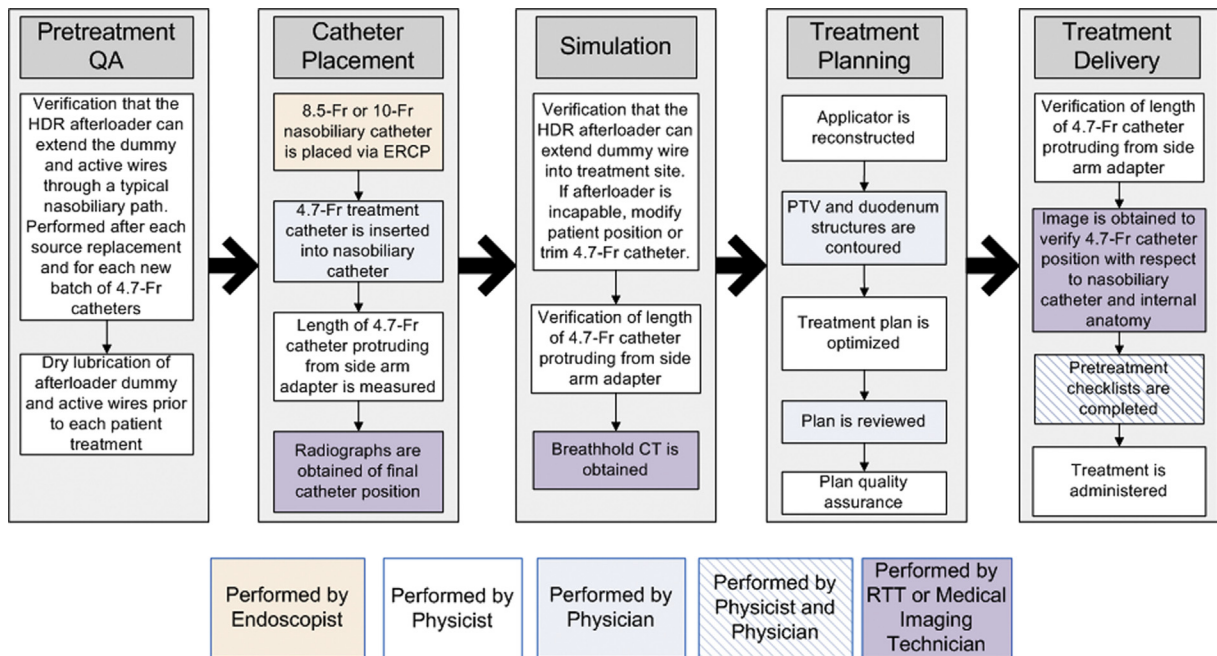 Pretreatment
QA
Verification that the
HDR afterloader can
extend the dummy
and active wires
through a typical
nasobiliary path.
Performed after each
source replacement
and for each new
batch of 4.7-Fr
catheters
Dry lubrication of
afterloader dummy
and active wires prior
to each patient
treatment
Catheter
Placement
8.5-Fr or 10-Fr
nasobiliary catheter
is placed via ERCP
4.7-Fr treatment
catheter is inserted
into nasobiliary
catheter
Length of 4.7-Fr
catheter protruding
from side arm
adapter is measured
Radiographs are
obtained of final
catheter position
Simulation
Verification that the
HDR afterloader can
extend dummy wire
into treatment site.
If afterloader is
incapable, modify
patient position or
trim 4.7-Fr catheter.
Verification of length
of 4.7-Fr catheter
protruding from side
arm adapter
Breathhold CT is
obtained
Treatment
Planning
Applicator is
reconstructed
PTV and duodenum
structures are
contoured
Treatment plan is
optimized
Plan is reviewed
Plan quality
assurance
Treatment
Delivery
Verification of length
of 4.7-Fr catheter
protruding from side
arm adapter
Image is obtained to
verify 4.7-Fr catheter
position with respect
to nasobiliary
catheter and internal
anatomy
Pretreatment
checklists are
completed
Treatment is
administered
Performed by
Endoscopist
Performed by
Physicist
Performed by
Physician
Performed by
Physicist and
Physician
Performed by
RTT or Medical
Imaging
Technician